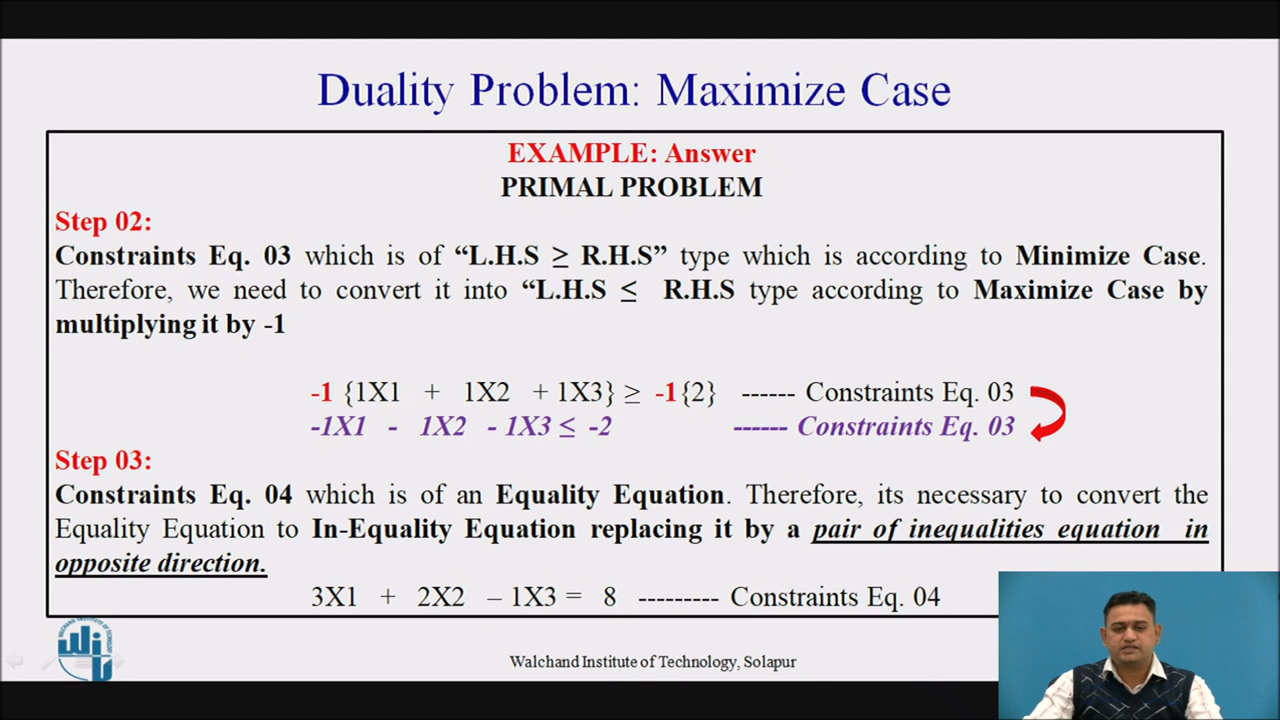 Duality Problem: Maximize Case
EXAMPLE: Answer
PRIMAL PROBLEM
Step 02:
Constraints Eq. 03 which is of “L.H.S ≥ R.H.S” type which is according to Minimize Case.
Therefore, we need to convert it into “L.H.S ≤ R.H.S type according to Maximize Case by
multiplying it by -1
-1 {1X1 + 1X2 + 1X3} ≥ -1{2} ------ Constraints Eq. 03
-1X1 - 1X2 - 1X3 ≤ -2 ------ Constraints Eq. 03
Step 03:
Constraints Eq. 04 which is of an Equality Equation. Therefore, its necessary to convert the
Equality Equation to In-Equality Equation replacing it by a pair of inequalities equation in
opposite direction.
3X1 + 2X2 – 1X3 = 8 --------- Constraints Eq. 04
Walchand Institute of Technology, Solapur